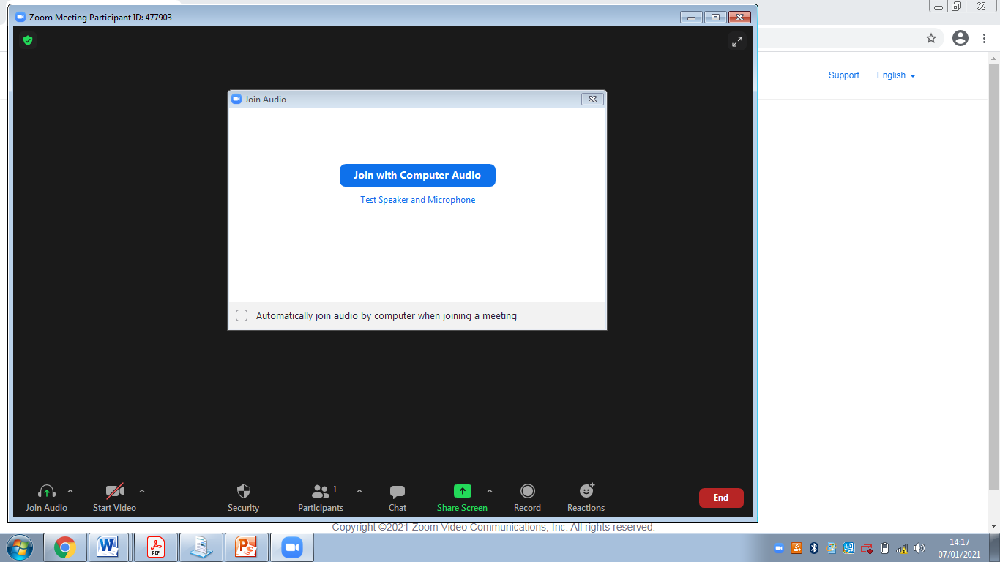 Zoom Meeting Participant ID: 477903
Support English
Join Audio
Join with Computer Audio
Test Speaker and Microphone
Automatically join audio by computer when joining a meeting
1
Join Audio Start Video Security Participants Chat Share Screen Record Reactions End
Copyright ©2021 Zoom Video Communications, Inc. All rights reserved.
W PDF P
14:17
07/01/2021